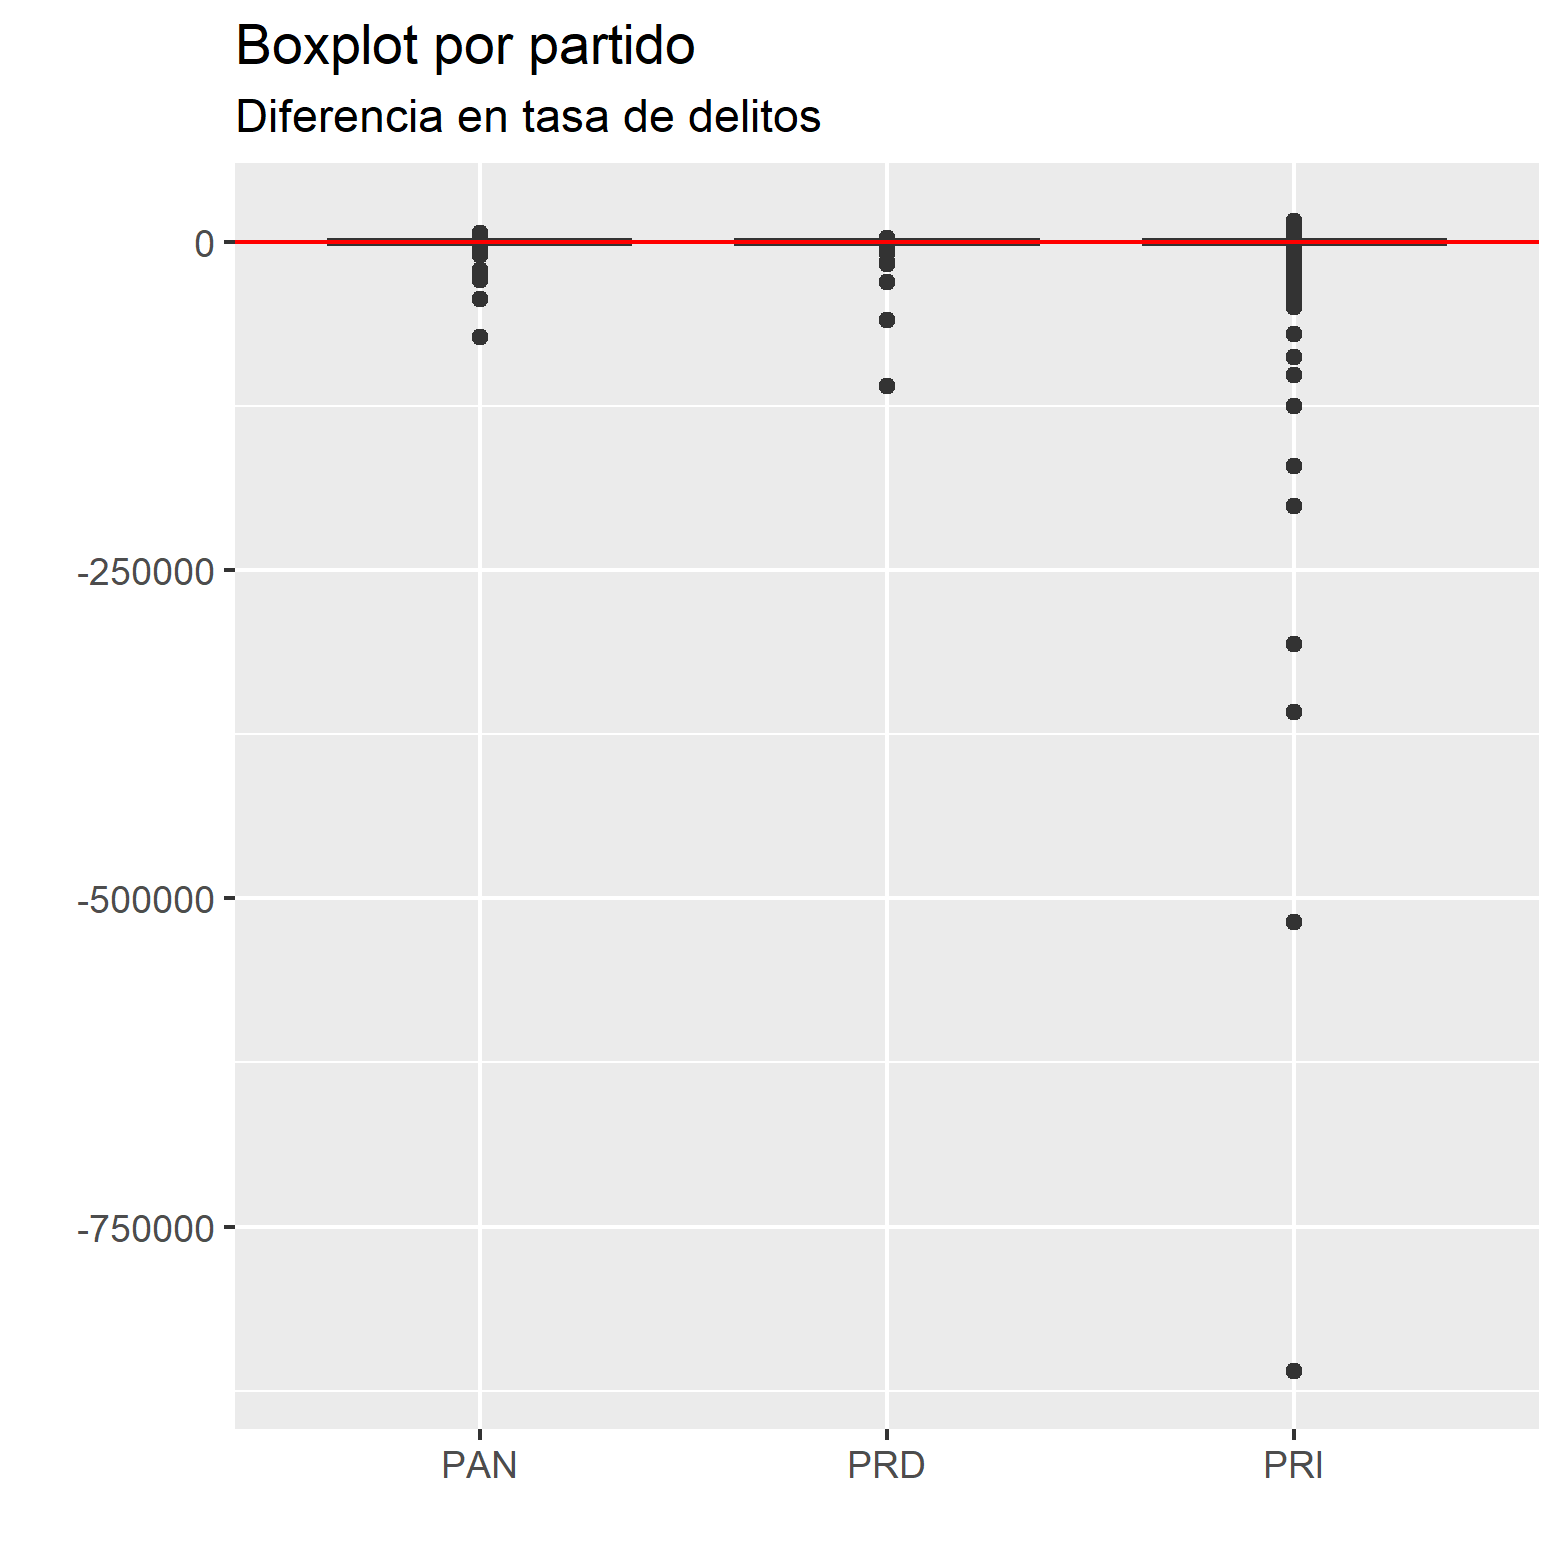 Boxplot por partido
Diferencia en tasa de delitos
0
-250000
-500000
-750000
PAN PRD PRI